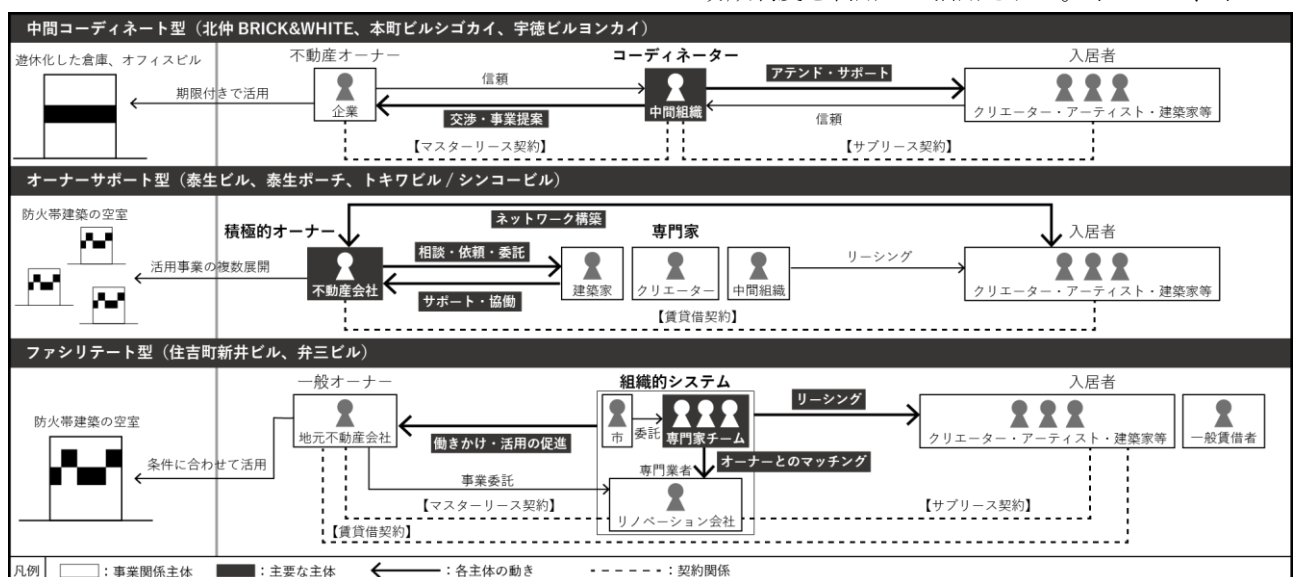 中間コーディネート型（北仲 BRICK&WHITE、本町ビルシゴカイ、宇徳ビルヨンカイ）
遊休化した倉庫、オフィスビル
不動産オーナー
コーディネーター
入居者
期限付きで活用
企業
信頼
交渉・事業提案
中間組織
アテンド・サポート
信頼
クリエーター・アーティスト・建築家等
【マスターリース契約】
【サブリース契約】
オーナーサポート型（泰生ビル、泰生ポーチ、トキワビル / シンコービル）
防火帯建築の空室
積極的オーナー
ネットワーク構築
専門家
入居者
活用事業の複数展開
不動産会社
相談・依頼・委託
サポート・協働
建築家
クリエーター
中間組織
リーシング
クリエーター・アーティスト・建築家等
【賃貸借契約】
ファシリテート型（住吉町新井ビル、弁三ビル）
防火帯建築の空室
一般オーナー
組織的システム
入居者
条件に合わせて活用
地元不動産会社
働きかけ・活用の促進
市
委託
専門家チーム
リーシング
クリエーター・アーティスト・建築家等
一般賃借者
オーナーとのマッチング
事業委託
専門業者
リノベーション会社
【マスターリース契約】
【サブリース契約】
【賃貸借契約】
凡例
：事業関係主体
：主要な主体
：各主体の動き
：契約関係